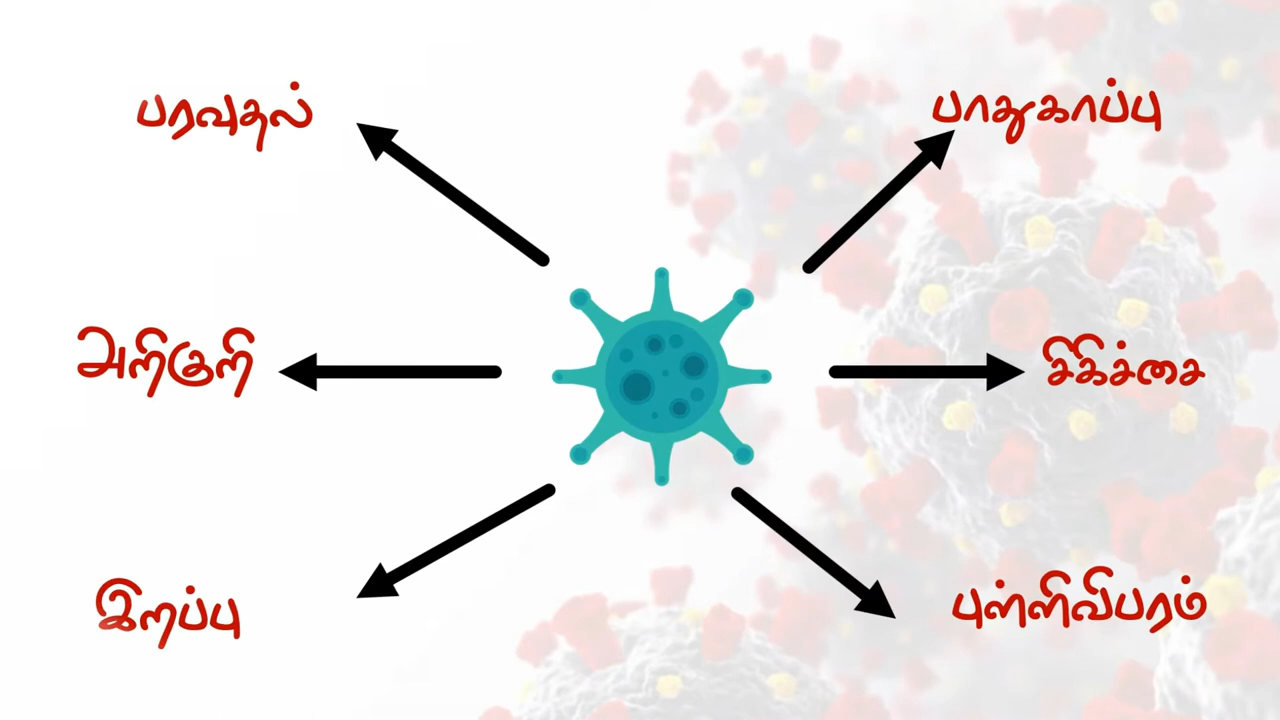 பரவுதல்
பாதுகாப்பு
அறிகுறி
சிகிச்சை
இறப்பு
புள்ளிவிபரம்